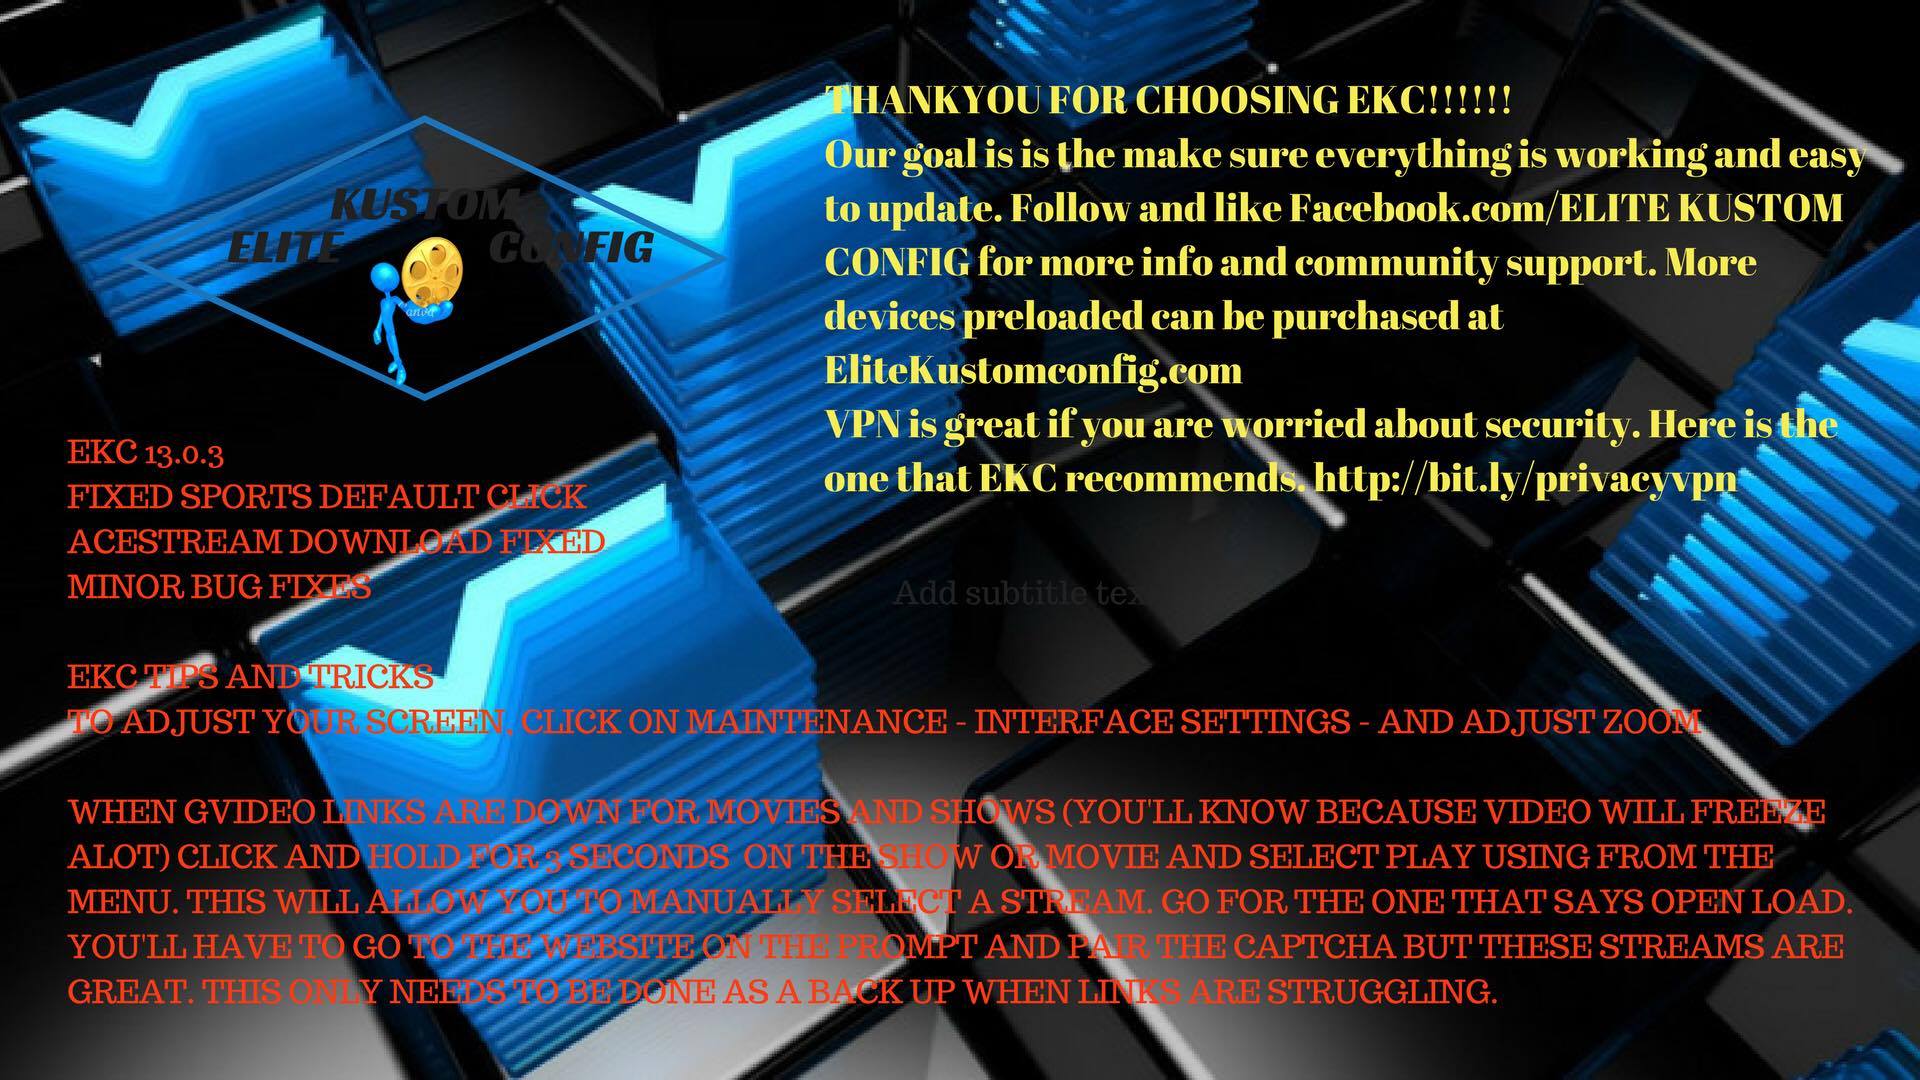 KUSTOM
ELITE CONFIG
anva
THANKYOU FOR CHOOSING EKC!!!!!!
Our goal is is the make sure everything is working and easy
to update. Follow and like Facebook.com/ELITE KUSTOM
CONFIG for more info and community support. More
devices preloaded can be purchased at
EliteKustomconfig.com
VPN is great if you are worried about security. Here is the
one that EKC recommends. http://bit.ly/privacyvpn
EKC 13.0.3
FIXED SPORTS DEFAULT CLICK
ACESTREAM DOWNLOAD FIXED
MINOR BUG FIXES
Add subtitle tex
EKC TIPS AND TRICKS
TO ADJUST YOUR SCREEN, CLICK ON MAINTENANCE - INTERFACE SETTINGS - AND ADJUST ZOOM
WHEN GVIDEO LINKS ARE DOWN FOR MOVIES AND SHOWS (YOU'LL KNOW BECAUSE VIDEO WILL FREEZE
ALOT) CLICK AND HOLD FOR 3 SECONDS ON THE SHOW OR MOVIE AND SELECT PLAY USING FROM THE
MENU. THIS WILL ALLOW YOU TO MANUALLY SELECT A STREAM. GO FOR THE ONE THAT SAYS OPEN LOAD.
YOU'LL HAVE TO GO TO THE WEBSITE ON THE PROMPT AND PAIR THE CAPTCHA BUT THESE STREAMS ARE
GREAT. THIS ONLY NEEDS TO BE DONE AS A BACK UP WHEN LINKS ARE STRUGGLING.